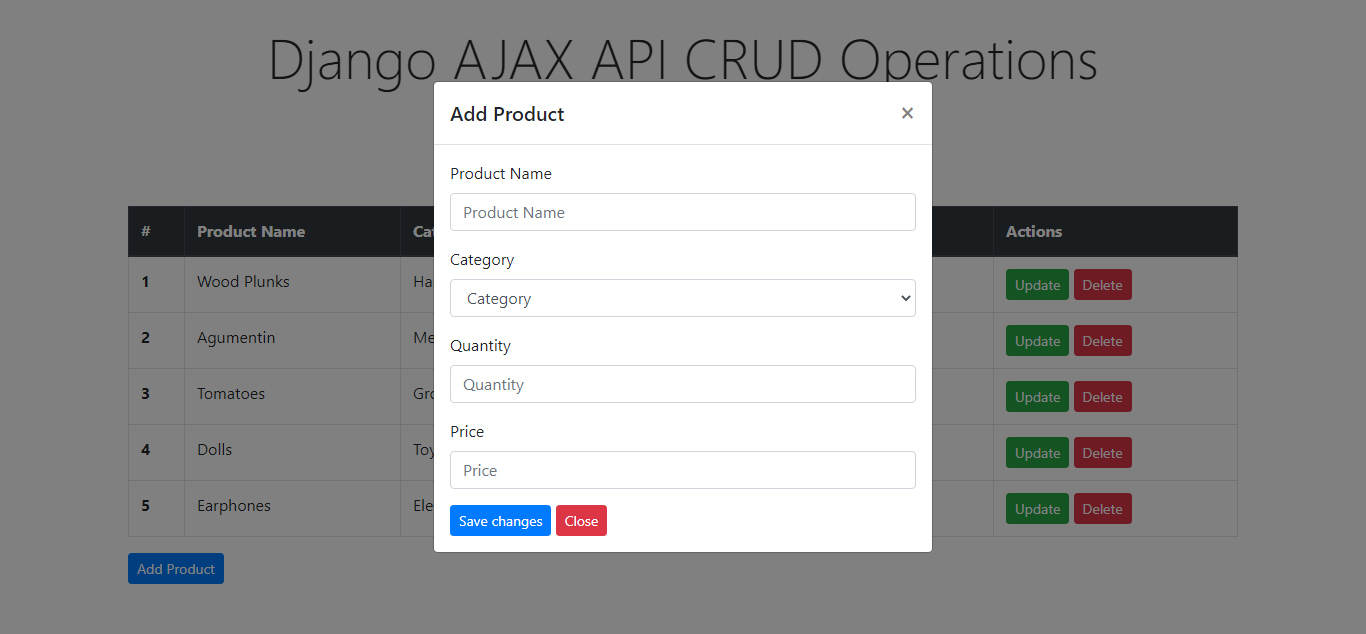 Django AJAX API CRUD Operations
Add Product ×
Product Name
Product Name
Category
Category
Quantity
Quantity
Price
Price
Save changes Close
# Product Name Cat Actions
1 Wood Plunks Ha Update Delete
2 Agumentin Me Update Delete
3 Tomatoes Gro Update Delete
4 Dolls Toy Update Delete
5 Earphones Ele Update Delete
Add Product